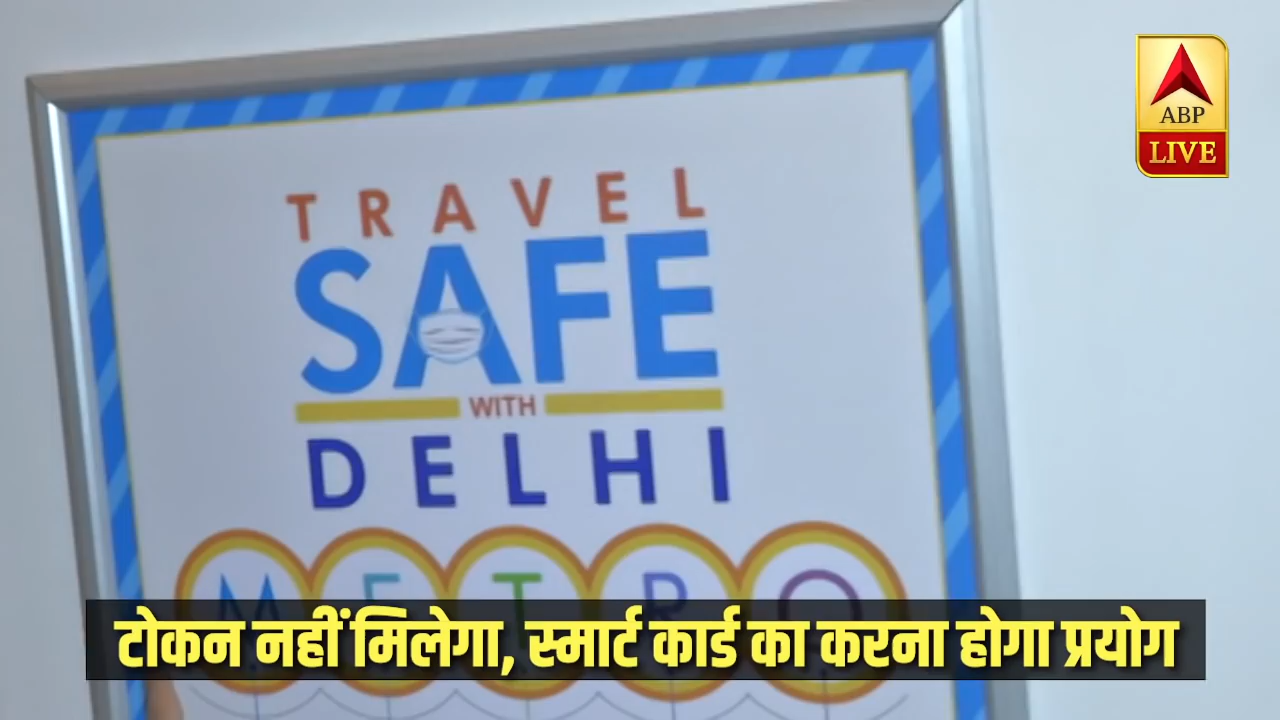 TRAVEL
SAFE
WITH
DELHI
METRO
ABP
LIVE
टोकन नहीं मिलेगा, स्मार्ट कार्ड का करना होगा प्रयोग